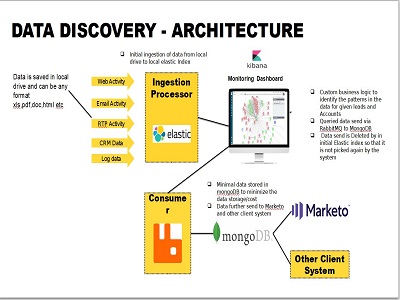 DATA DISCOVERY - ARCHITECTURE
Initial ingestion of data from local
drive to local elastic Index
kibana
Monitoring Dashboard
Data is saved in local
drive and can be any
format
xls,pdf,doc,html etc
Web Activity
Email Activity
RTP Activity
CRM Data
Log data
Ingestion
Processor
elastic
Custom business logic to
identify the patterns in the
data for given leads and
Accounts
Queried data send via
RabbitMQ to MongoDB
Data send is Deleted by in
initial Elastic index so that it
is not picked again by the
system
Consume
r
Minimal data stored in
mongoDB to minimize the
data storage/cost
Data further send to Marketo
and other client system
mongoDB
Marketo
Other Client
System